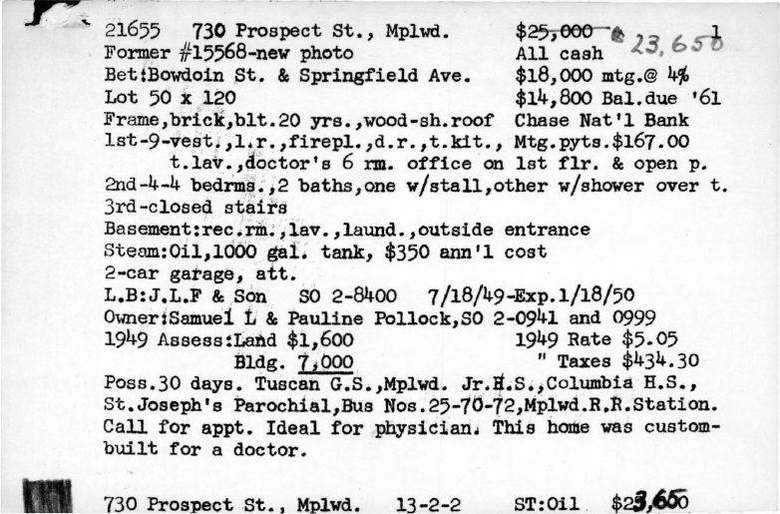 21655 730 Prospect St., Mplwd. $25,000 23,650 1
Former #15568-new photo All cash
Bet:Bowdoin St. & Springfield Ave. $18,000 mtg.@ 4%
Lot 50 x 120 $14,800 Bal.due '61
Frame,brick,blt.20 yrs.,wood-sh.roof Chase Nat'l Bank
1st-9-vest.,l.r.,firepl.,d.r.,t.kit., Mtg.pyts.$167.00
t.lav.,doctor's 6 rm. office on 1st flr. & open p.
2nd-4-4 bedrms.,2 baths,one w/stall,other w/shower over t.
3rd-closed stairs
Basement:rec.rm.,lav.,laund.,outside entrance
Steam:Oil,1000 gal. tank, $350 ann'l cost
2-car garage, att.
L.B:J.L.F & Son SO 2-8400 7/18/49-Exp.1/18/50
Owner:Samuel L & Pauline Pollock,SO 2-0941 and 0999
1949 Assess:Land $1,600 1949 Rate $5.05
Bldg. 7,000 " Taxes $434.30
Poss.30 days. Tuscan G.S.,Mplwd. Jr.H.S.,Columbia H.S.,
St.Joseph's Parochial,Bus Nos.25-70-72,Mplwd.R.R.Station.
Call for appt. Ideal for physician. This home was custom-
built for a doctor.
730 Prospect St., Mplwd. 13-2-2 ST:Oil $23,650